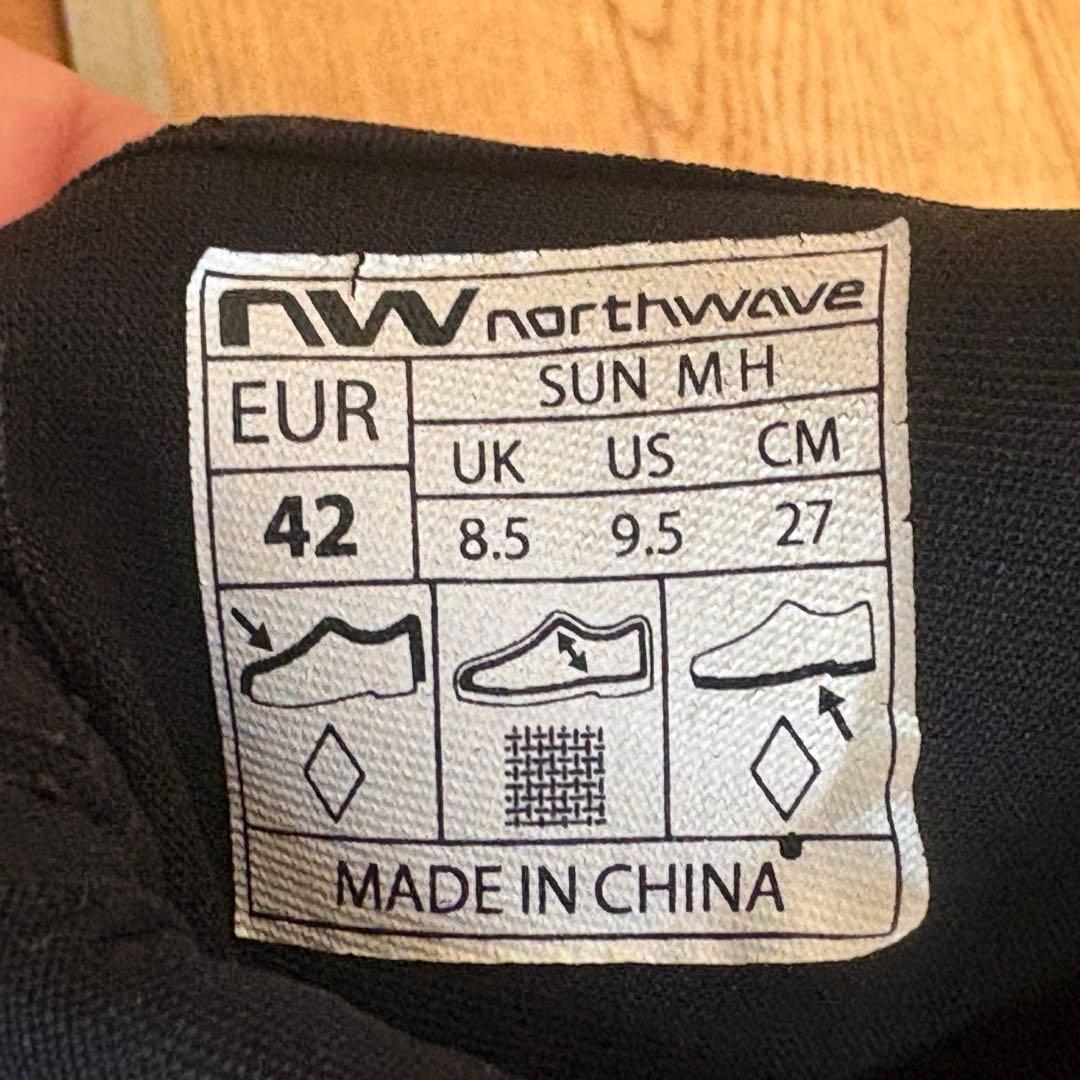 nw northwave
EUR
SUN MH
UK US CM
42
8.5 9.5 27
MADE IN CHINA